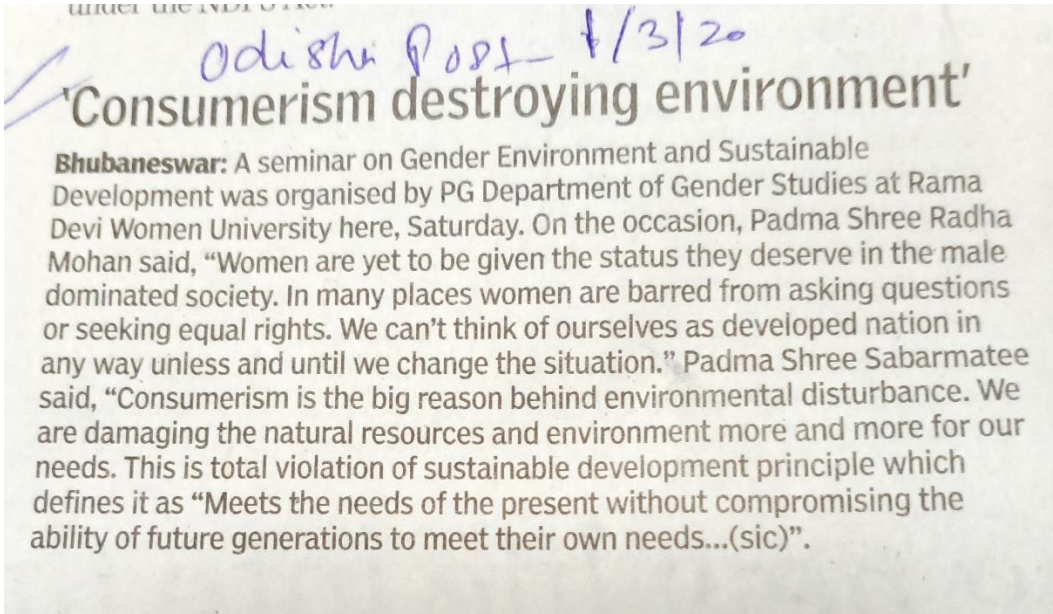 under the NDPS Act.
Odisha Post - 1/3/20
'Consumerism destroying environment'
Bhubaneswar: A seminar on Gender Environment and Sustainable
Development was organised by PG Department of Gender Studies at Rama
Devi Women University here, Saturday. On the occasion, Padma Shree Radha
Mohan said, “Women are yet to be given the status they deserve in the male
dominated society. In many places women are barred from asking questions
or seeking equal rights. We can't think of ourselves as developed nation in
any way unless and until we change the situation.” Padma Shree Sabarmatee
said, “Consumerism is the big reason behind environmental disturbance. We
are damaging the natural resources and environment more and more for our
needs. This is total violation of sustainable development principle which
defines it as “Meets the needs of the present without compromising the
ability of future generations to meet their own needs...(sic)”.